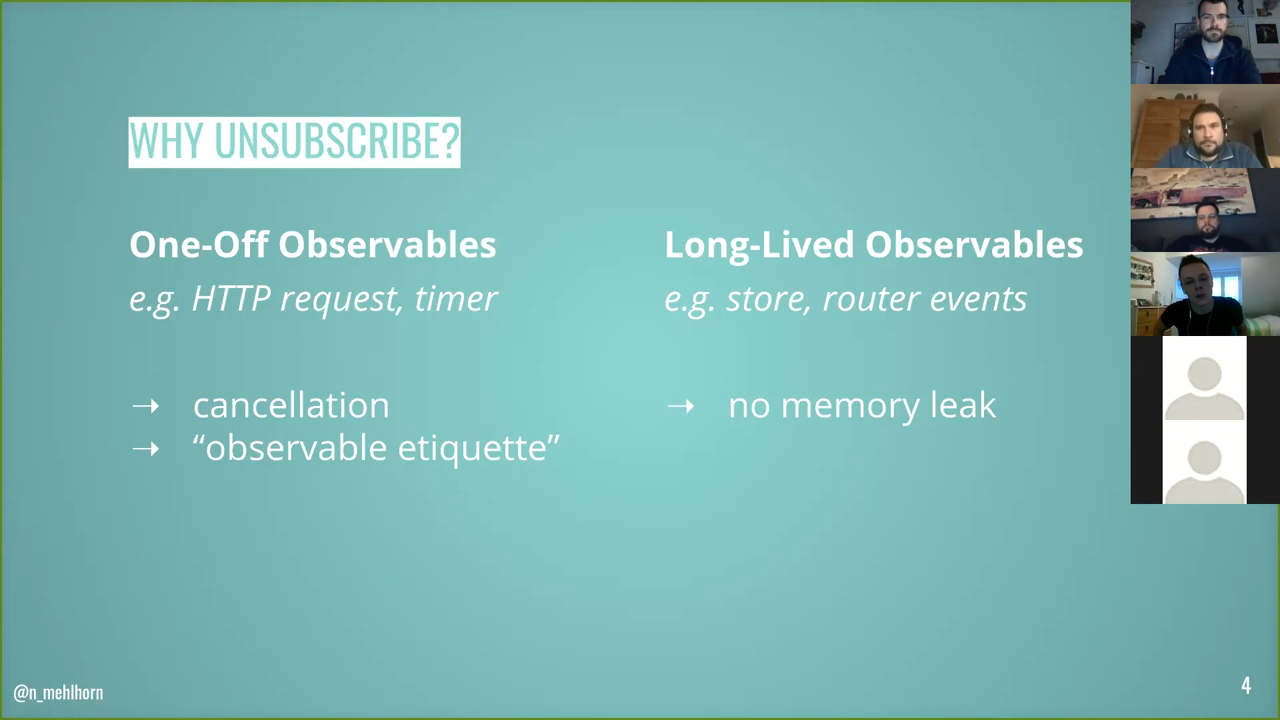 WHY UNSUBSCRIBE?
One-Off Observables
e.g. HTTP request, timer
→ cancellation
→ “observable etiquette”
Long-Lived Observables
e.g. store, router events
→ no memory leak
@n_mehlhorn
4